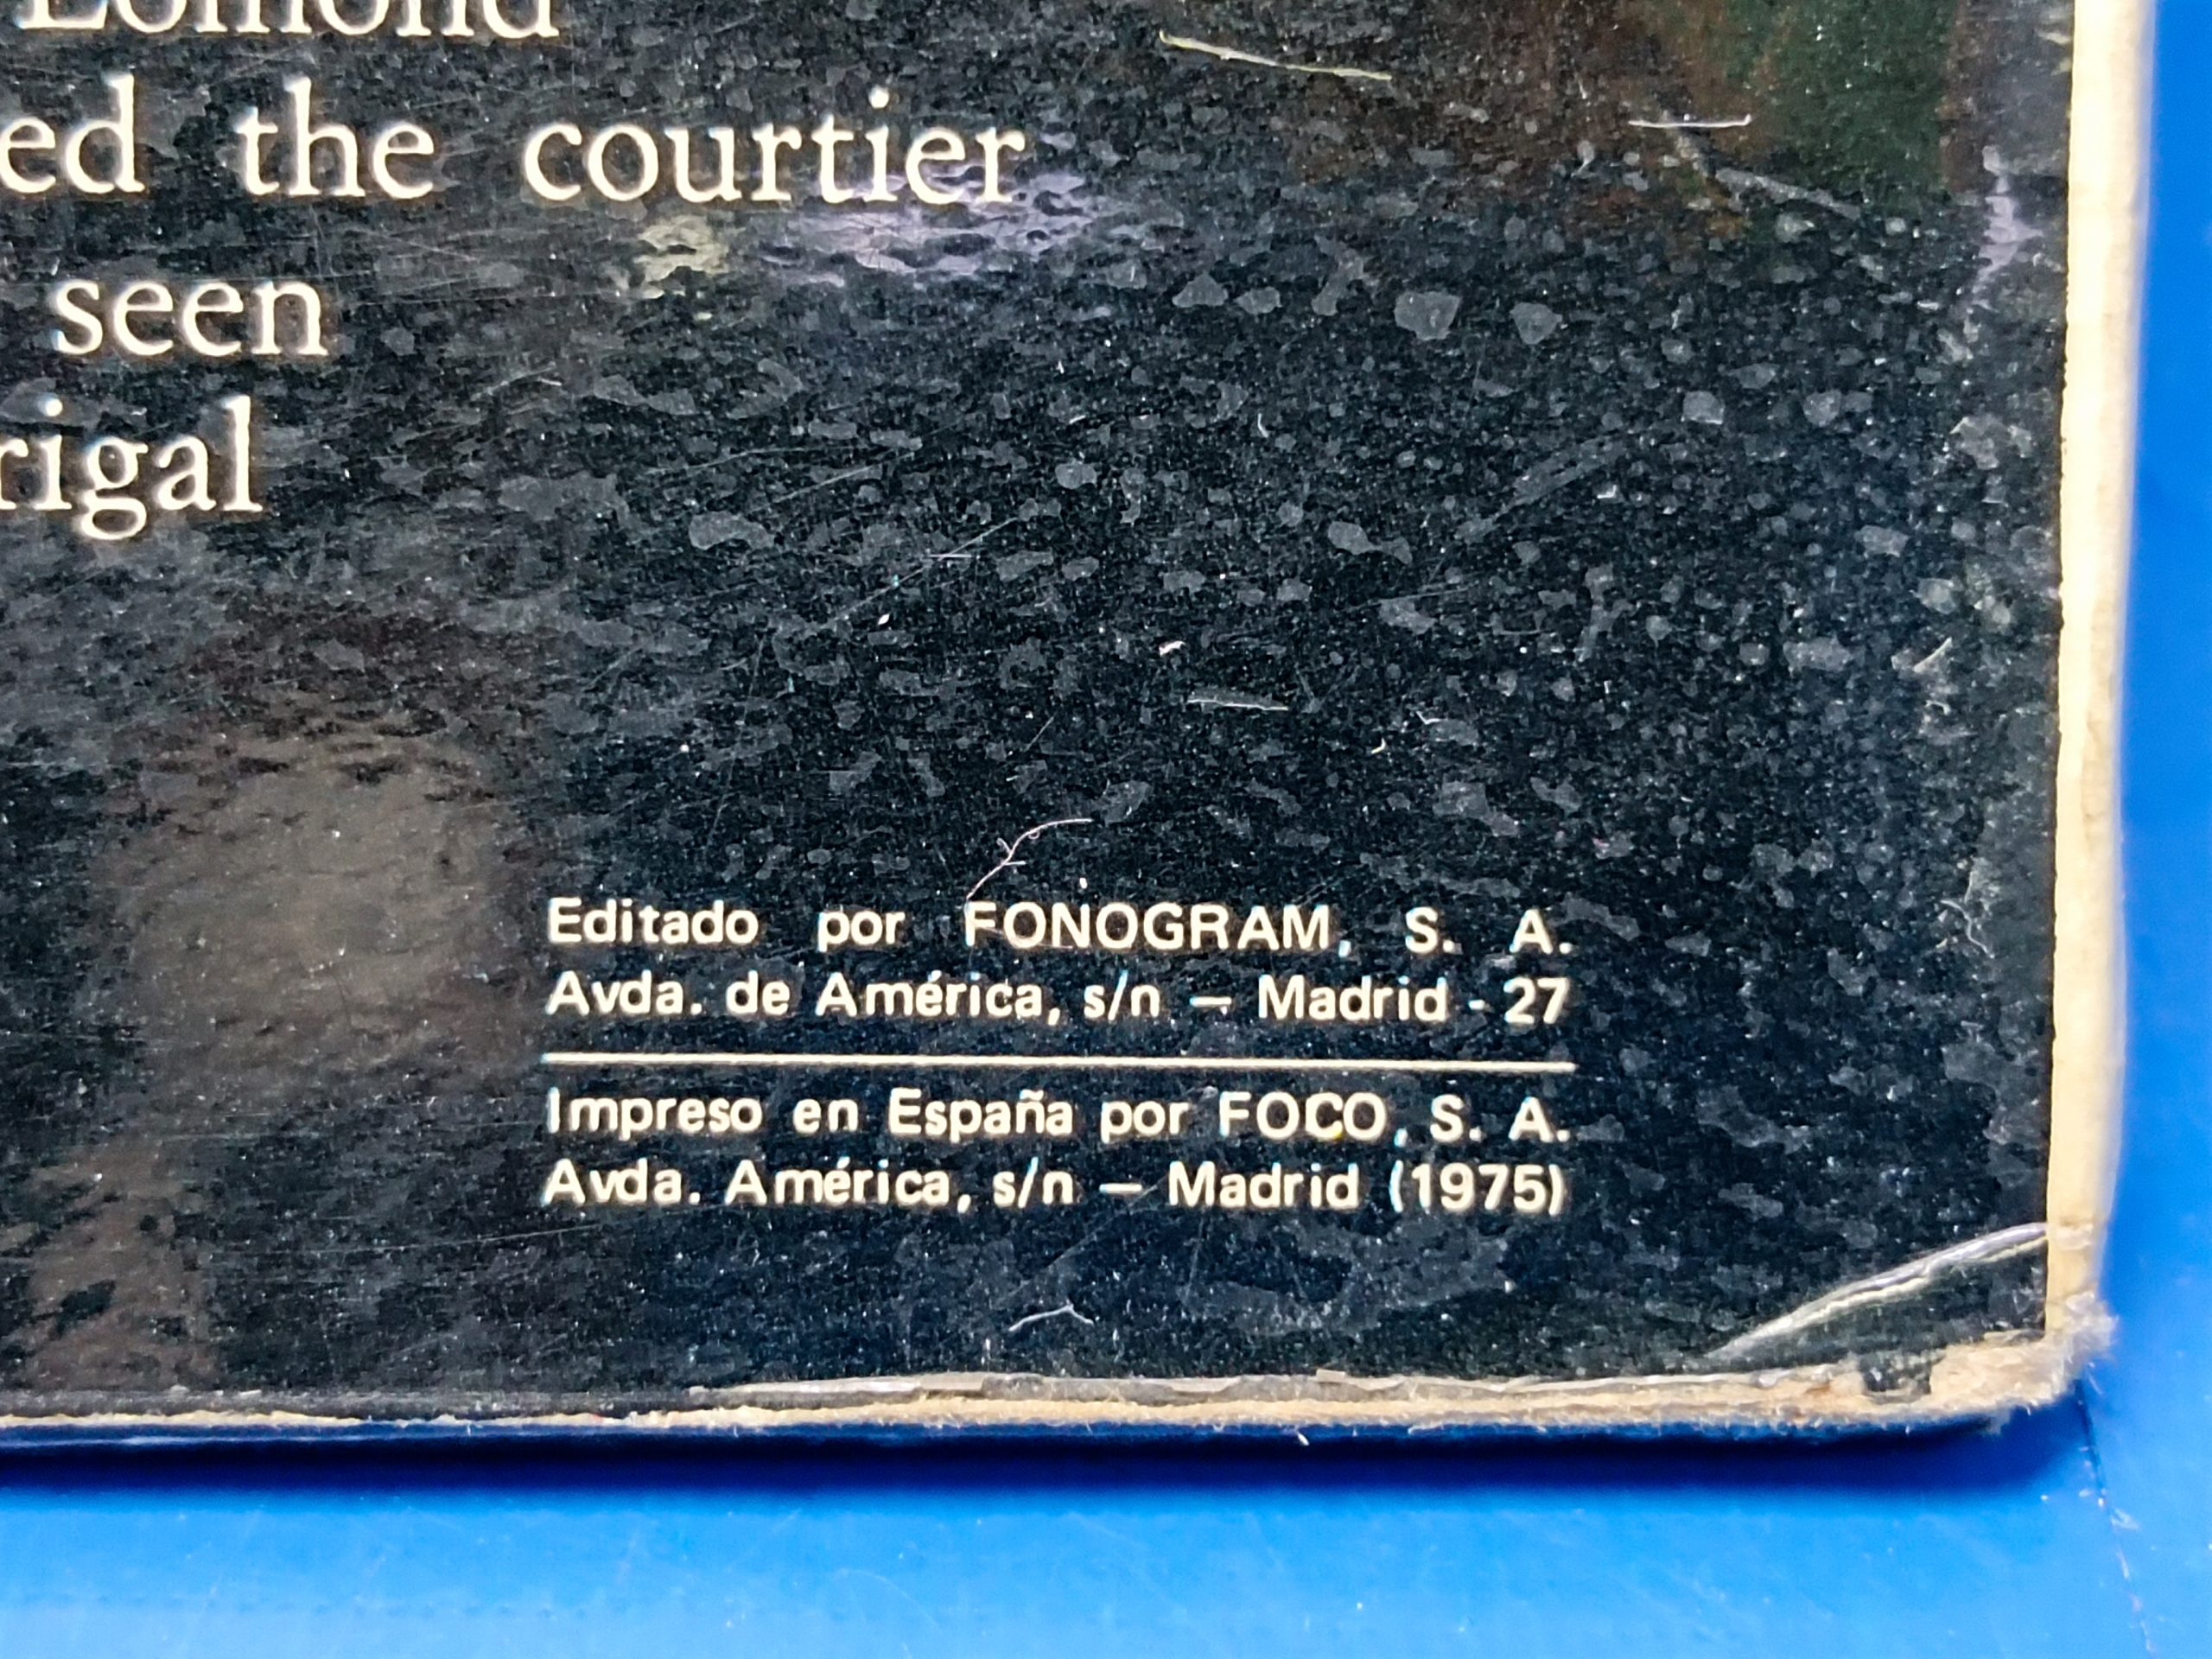 Lomond
ed the courtier
seen
rigal
Editado por FONOGRAM, S. A.
Avda. de América, s/n — Madrid - 27
Impreso en España por FOCO, S. A.
Avda. América, s/n — Madrid (1975)